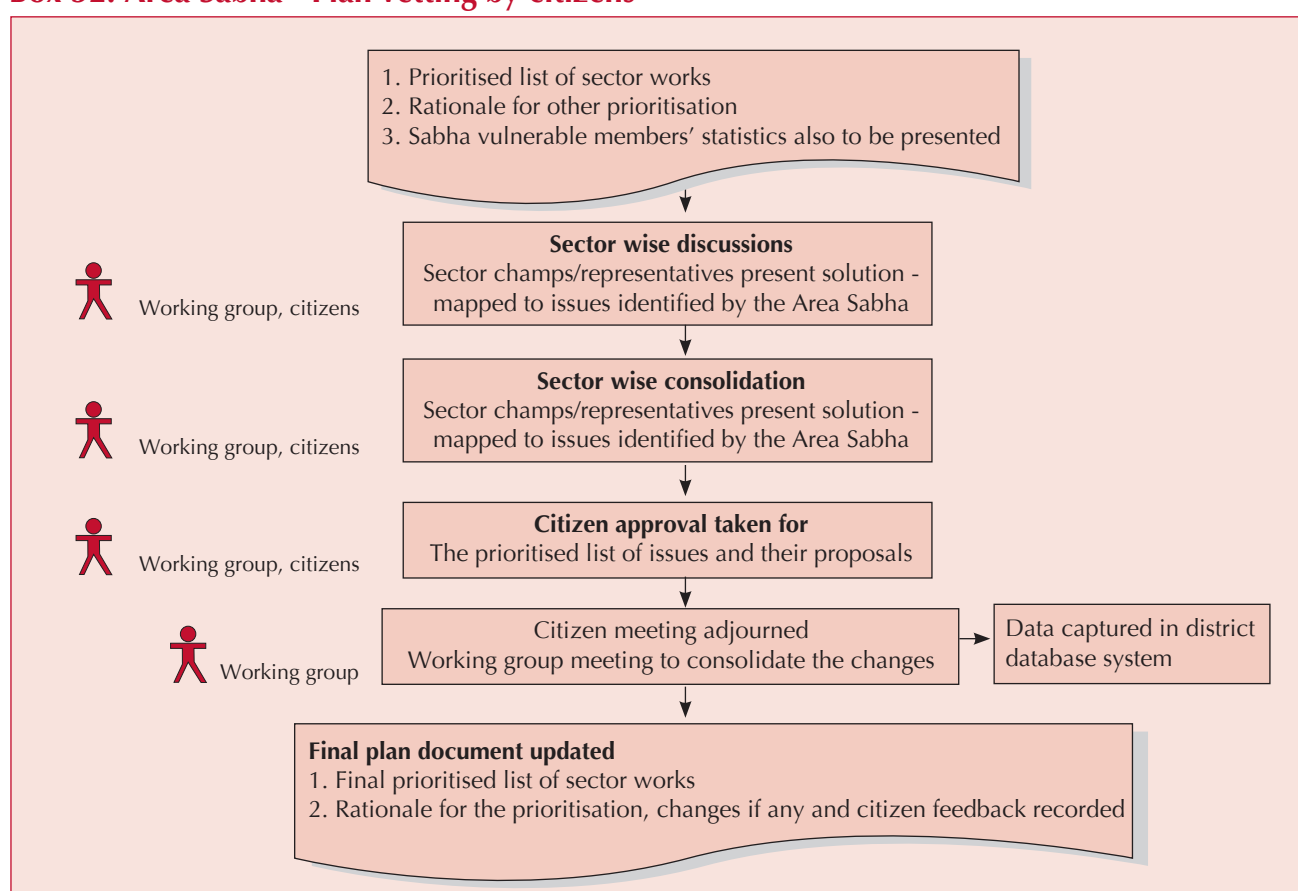 Box 32: Area Sabha - Plan vetting by citizens
1. Prioritised list of sector works
2. Rationale for other prioritisation
3. Sabha vulnerable members’ statistics also to be presented
Sector wise discussions
Sector champs/representatives present solution -
mapped to issues identified by the Area Sabha
Working group, citizens
Sector wise consolidation
Sector champs/representatives present solution -
mapped to issues identified by the Area Sabha
Working group, citizens
Citizen approval taken for
The prioritised list of issues and their proposals
Working group, citizens
Citizen meeting adjourned
Working group meeting to consolidate the changes
Working group
Data captured in district
database system
Final plan document updated
1. Final prioritised list of sector works
2. Rationale for the prioritisation, changes if any and citizen feedback recorded